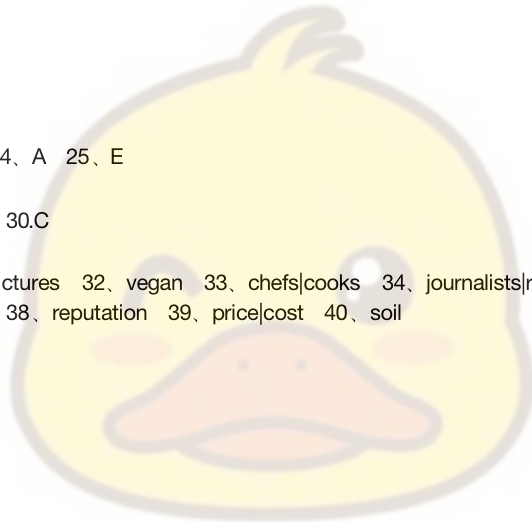 4、A 25、E
30.C
ctures 32、vegan 33、chefs|cooks 34、journalists|r
38、reputation 39、price|cost 40、soil